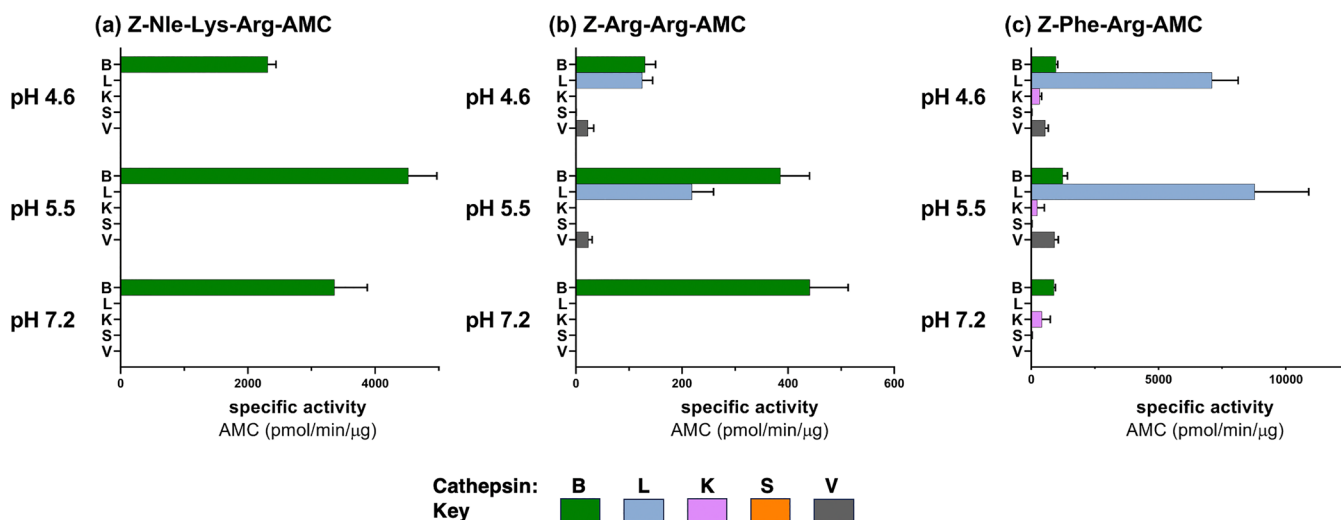 (a) Z-Nle-Lys-Arg-AMC
pH 4.6
B
L
K
S
V
pH 5.5
B
L
K
S
V
pH 7.2
B
L
K
S
V
0 2000 4000
specific activity
AMC (pmol/min/μg)
(b) Z-Arg-Arg-AMC
pH 4.6
B
L
K
S
V
pH 5.5
B
L
K
S
V
pH 7.2
B
L
K
S
V
0 200 400 600
specific activity
AMC (pmol/min/μg)
(c) Z-Phe-Arg-AMC
pH 4.6
B
L
K
S
V
pH 5.5
B
L
K
S
V
pH 7.2
B
L
K
S
V
0 5000 10000
specific activity
AMC (pmol/min/μg)
Cathepsin: B L K S V
Key